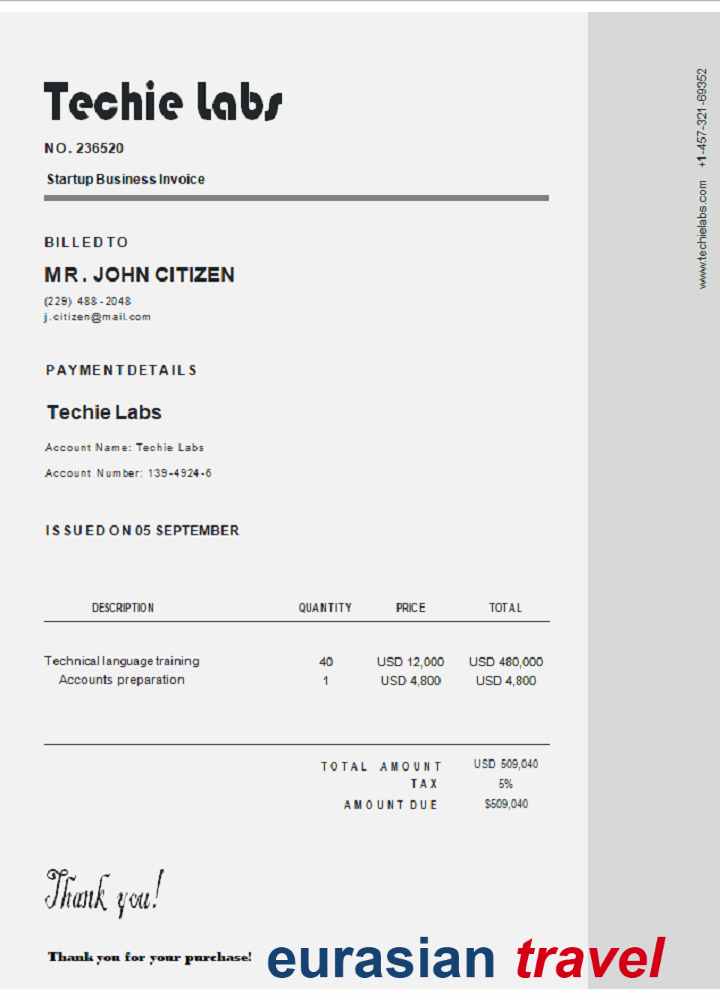 Techie Labs
NO. 236520
Startup Business Invoice
www.techielabs.com +1-457-321-69352
BILLED TO
MR. JOHN CITIZEN
(229) 488-2048
j.citizen@mail.com
PAYMENT DETAILS
Techie Labs
Account Name: Techie Labs
Account Number: 139-4924-6
ISSUED ON 05 SEPTEMBER
DESCRIPTION QUANTITY PRICE TOTAL
Technical language training 40 USD 12,000 USD 480,000
Accounts preparation 1 USD 4,800 USD 4,800
TOTAL AMOUNT USD 509,040
TAX 5%
AMOUNT DUE $509,040
Thank you!
Thank you for your purchase!
eurasian travel